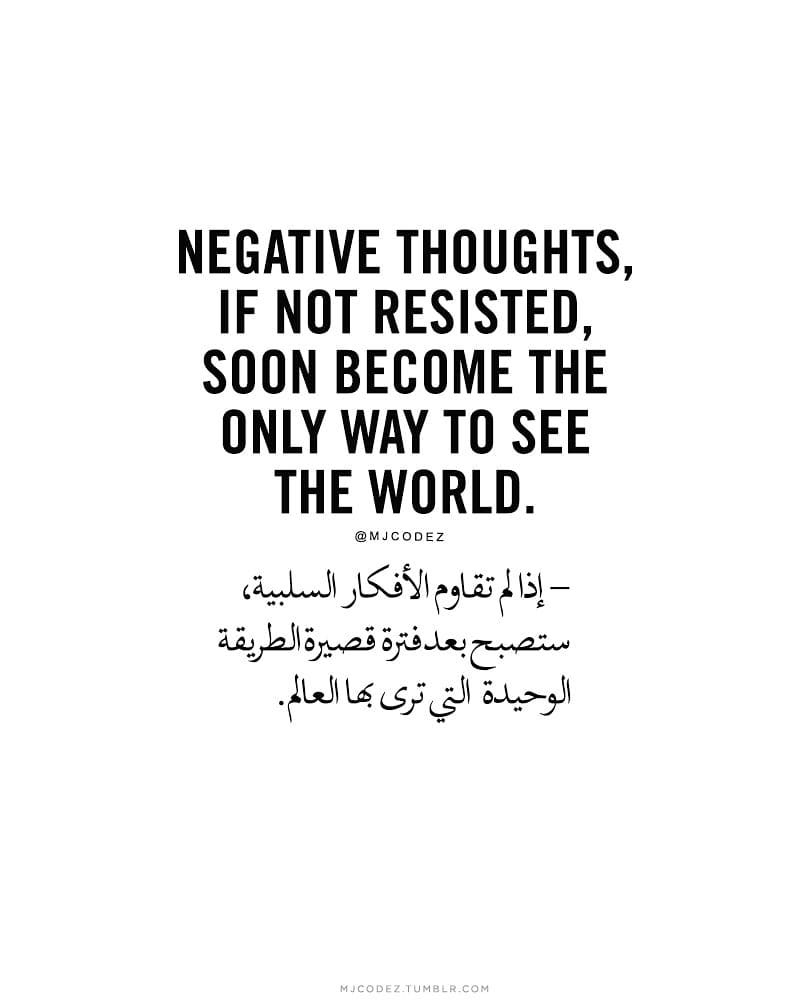 NEGATIVE THOUGHTS,
IF NOT RESISTED,
SOON BECOME THE
ONLY WAY TO SEE
THE WORLD.
@MJCODEZ
– إذا لم تقاوم الأفكار السلبية،
ستصبح بعد فترة قصيرة الطريقة
الوحيدة التي ترى بها العالم.
MJCODEZ.TUMBLR.COM